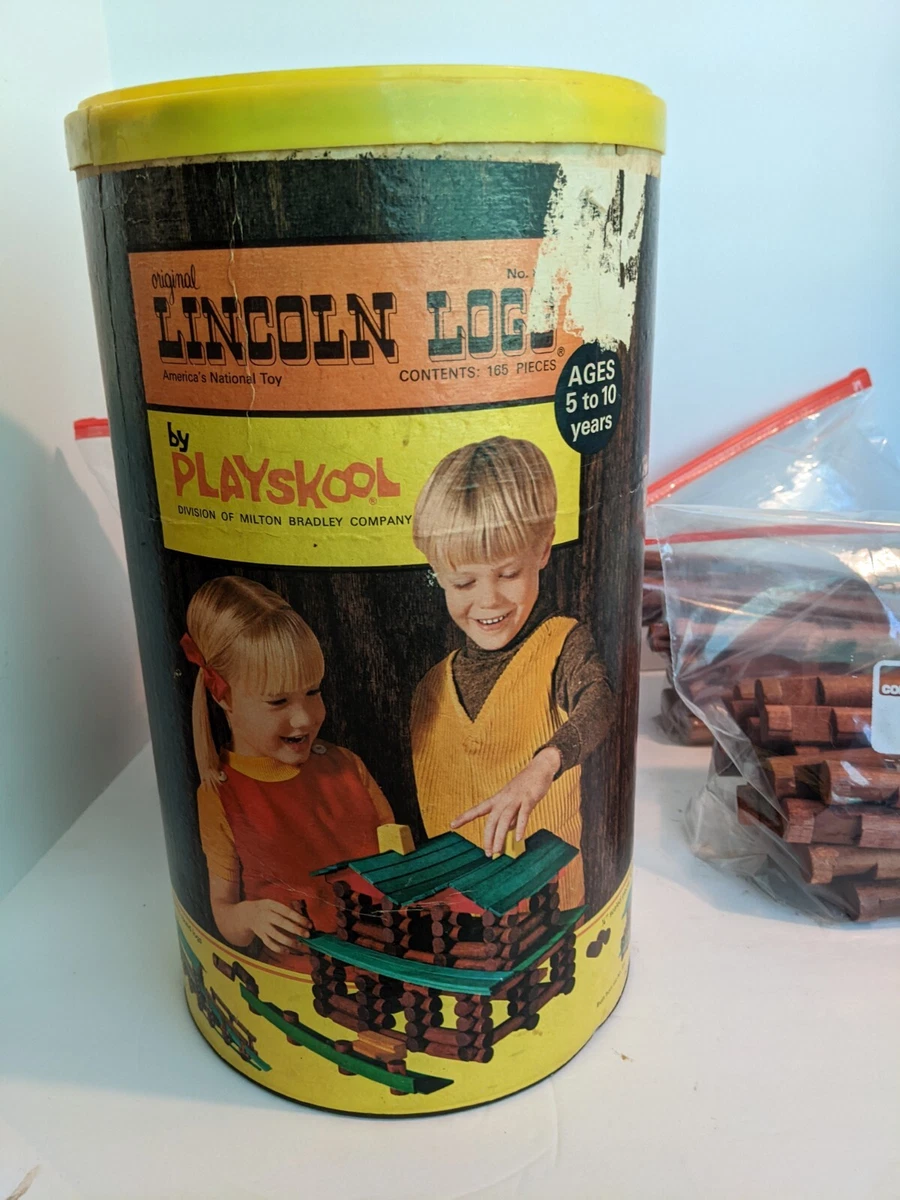 original
No.
LINCOLN LOG
America's National Toy
CONTENTS: 165 PIECES
AGES
5 to 10
years
by
PLAYSKOOL®
DIVISION OF MILTON BRADLEY COMPANY